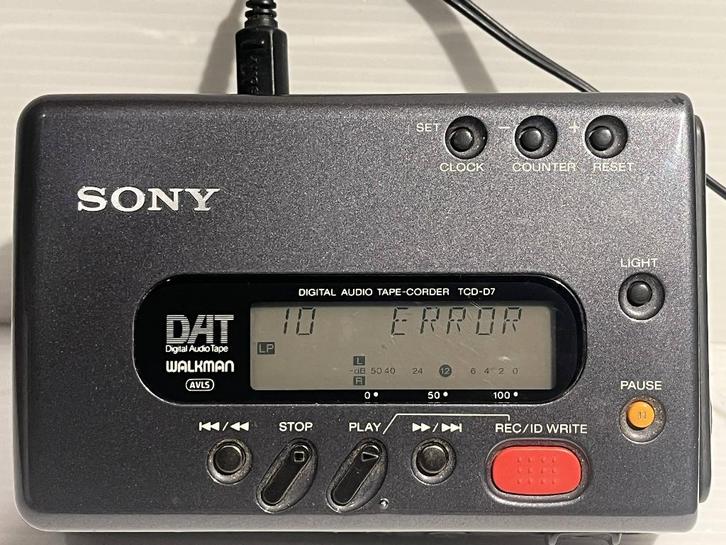 SET - +
CLOCK COUNTER RESET
SONY
LIGHT
DIGITAL AUDIO TAPE-CORDER TCD-D7
DAT
Digital Audio Tape
WALKMAN
AVLS
10 ERROR
LP
L
-dB 50 40 24 12 6 4 2 0
R
0 50 100
PAUSE
STOP PLAY REC/ID WRITE